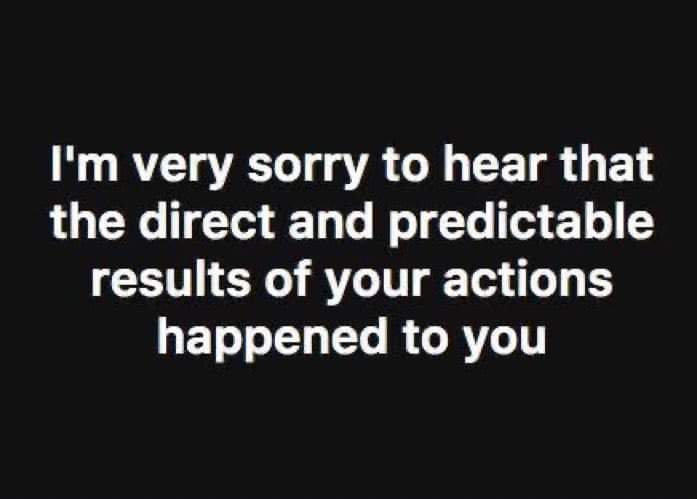 I'm very sorry to hear that
the direct and predictable
results of your actions
happened to you